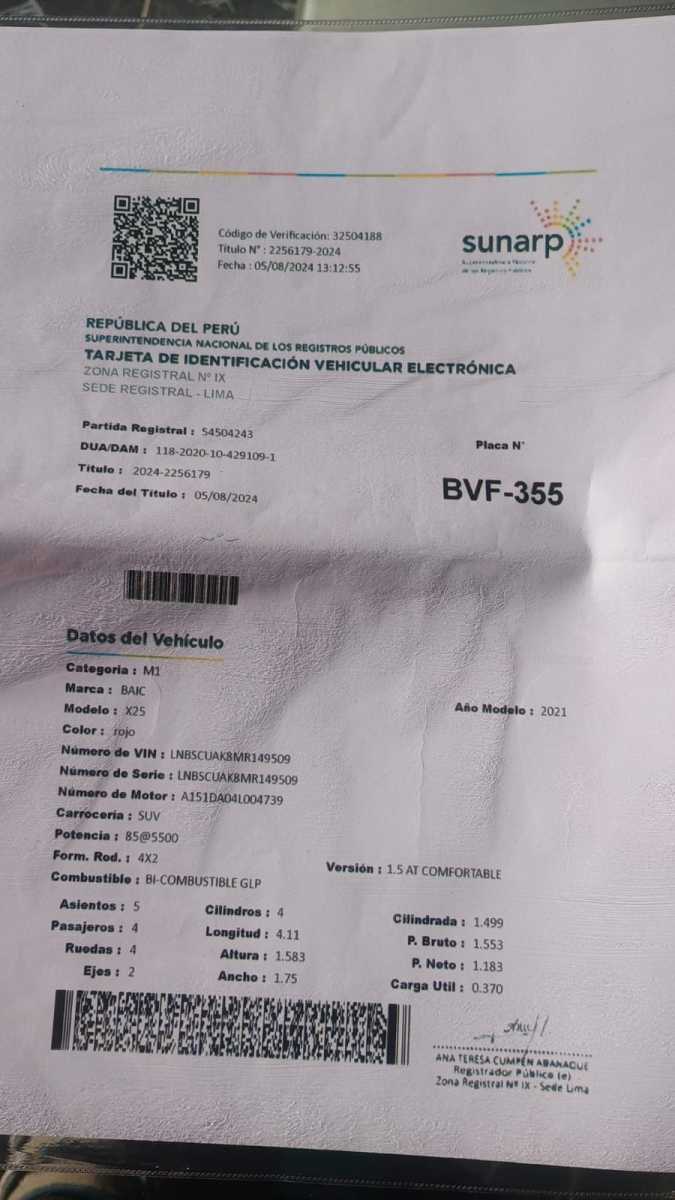 Código de Verificación: 32504188
Título N° : 2256179-2024
Fecha : 05/08/2024 13:12:55
sunarp
Superintendencia Nacional
de los Registros Públicos
REPÚBLICA DEL PERÚ
SUPERINTENDENCIA NACIONAL DE LOS REGISTROS PÚBLICOS
TARJETA DE IDENTIFICACIÓN VEHICULAR ELECTRÓNICA
ZONA REGISTRAL N° IX
SEDE REGISTRAL - LIMA
Partida Registral : 54504243
DUA/DAM : 118-2020-10-429109-1
Título : 2024-2256179
Fecha del Título : 05/08/2024
Placa N°
BVF-355
Datos del Vehículo
Categoria : M1
Marca : BAIC
Modelo : X25
Año Modelo : 2021
Color : rojo
Número de VIN : LNBSCUAK8MR149509
Número de Serie : LNBSCUAK8MR149509
Número de Motor : A151DA04L004739
Carrocería : SUV
Potencia : 85@5500
Form. Rod. : 4X2
Versión : 1.5 AT COMFORTABLE
Combustible : BI-COMBUSTIBLE GLP
Asientos : 5 Cilindros : 4 Cilindrada : 1.499
Pasajeros : 4 Longitud : 4.11 P. Bruto : 1.553
Ruedas : 4 Altura : 1.583 P. Neto : 1.183
Ejes : 2 Ancho : 1.75 Carga Util : 0.370
ANA TERESA CUMPÉN ABANAQUE
Registrador Público (e)
Zona Registral N° IX - Sede Lima